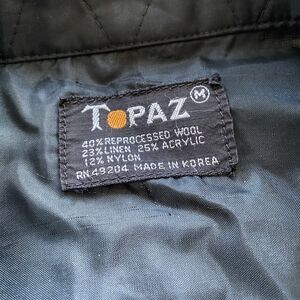 TOPAZ M
40% REPROCESSED WOOL
23% LINEN 25% ACRYLIC
12% NYLON
RN 49204 MADE IN KOREA